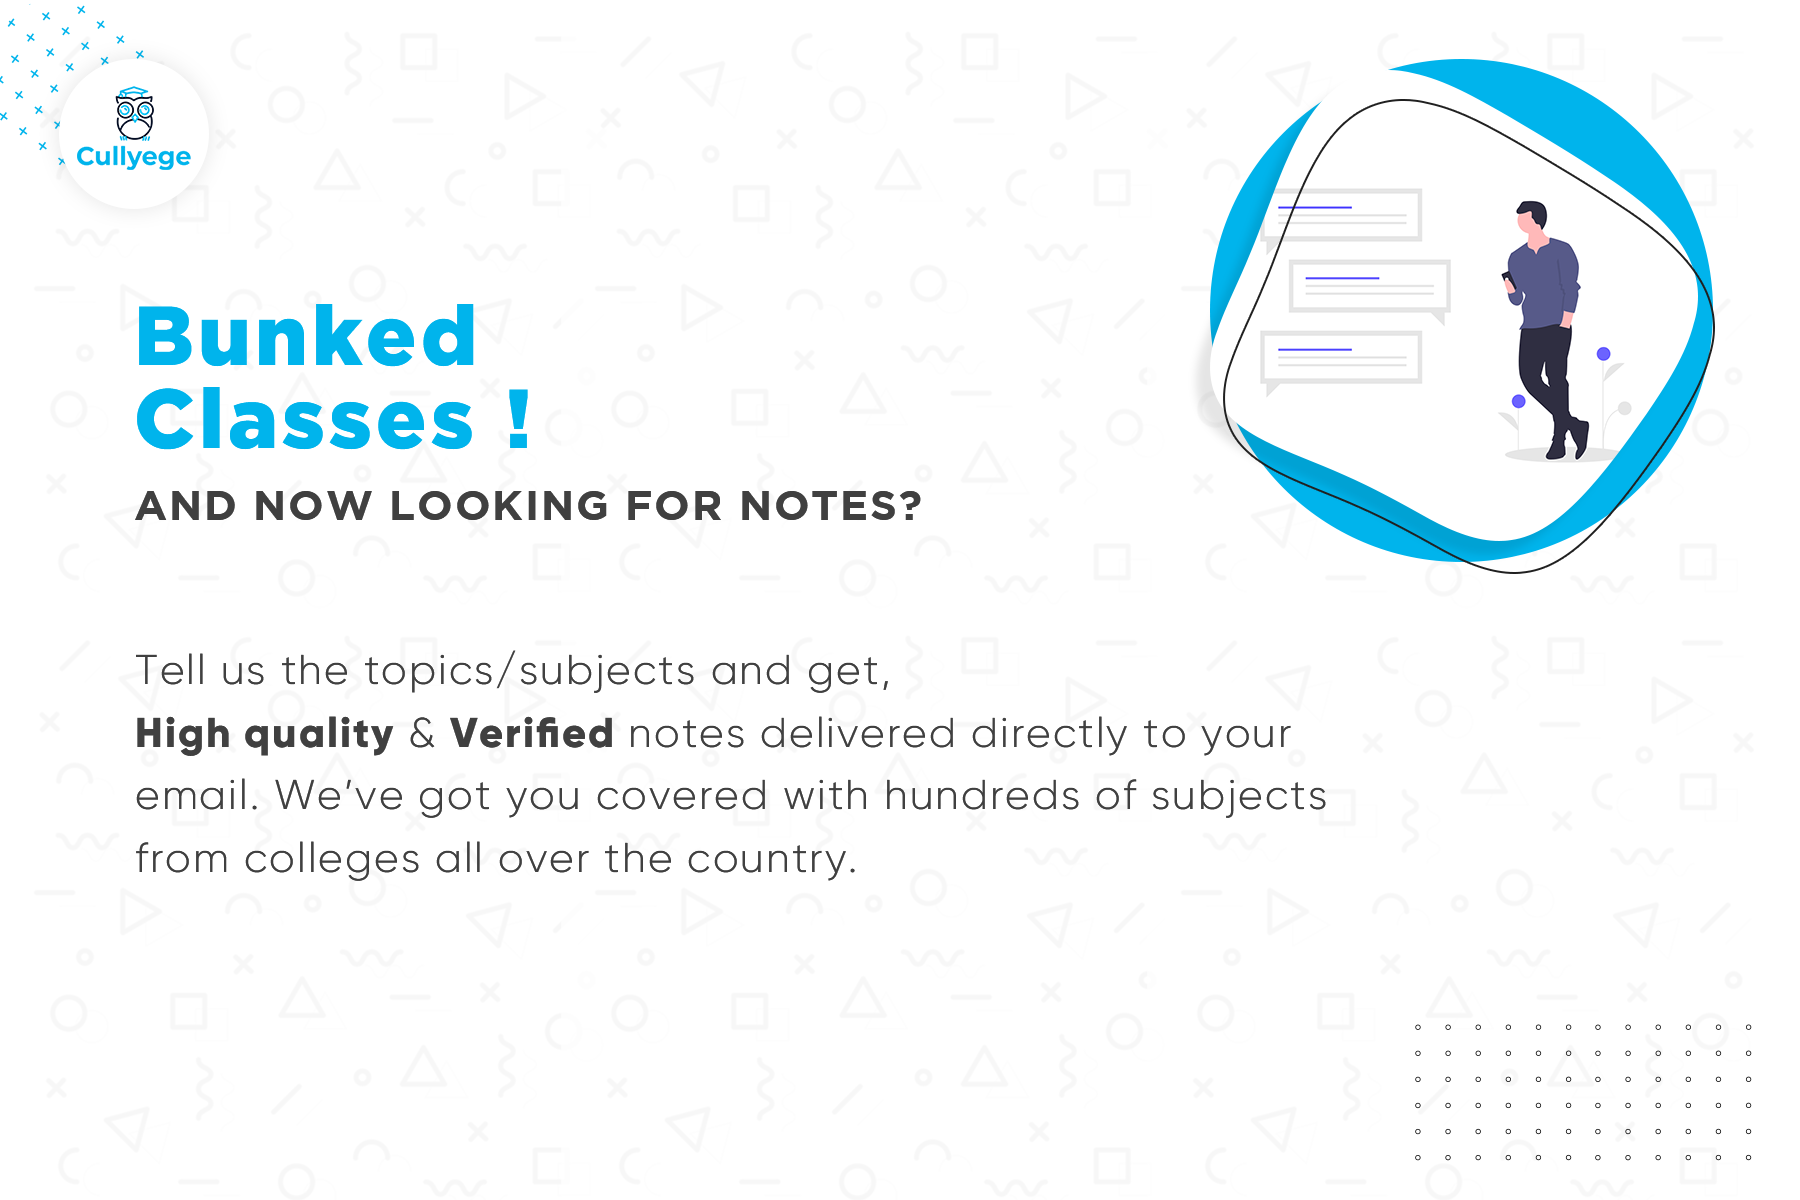 Cullyege
Bunked
Classes !
AND NOW LOOKING FOR NOTES?
Tell us the topics/subjects and get,
High quality & Verified notes delivered directly to your
email. We’ve got you covered with hundreds of subjects
from colleges all over the country.